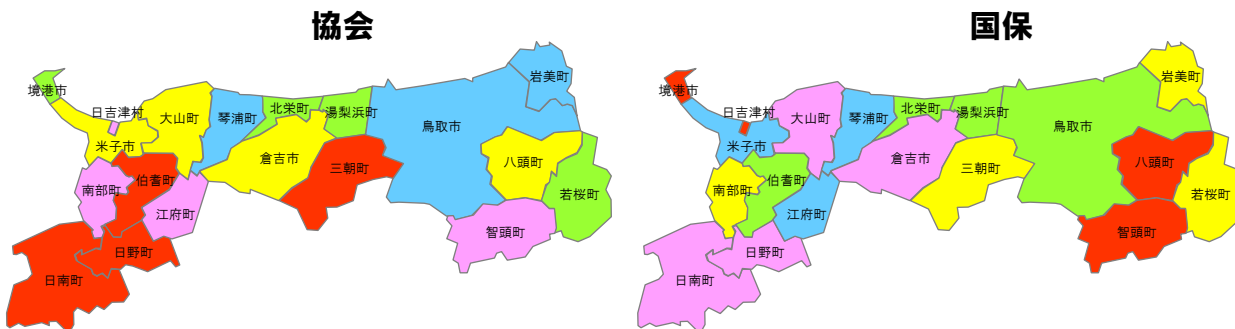 協会
岩美町
境港市
日吉津村
大山町
琴浦町
北栄町
湯梨浜町
鳥取市
米子市
倉吉市
三朝町
八頭町
伯耆町
南部町
若桜町
江府町
智頭町
日野町
日南町
国保
岩美町
境港市
日吉津村
大山町
琴浦町
北栄町
湯梨浜町
鳥取市
米子市
倉吉市
三朝町
八頭町
伯耆町
南部町
若桜町
江府町
智頭町
日野町
日南町